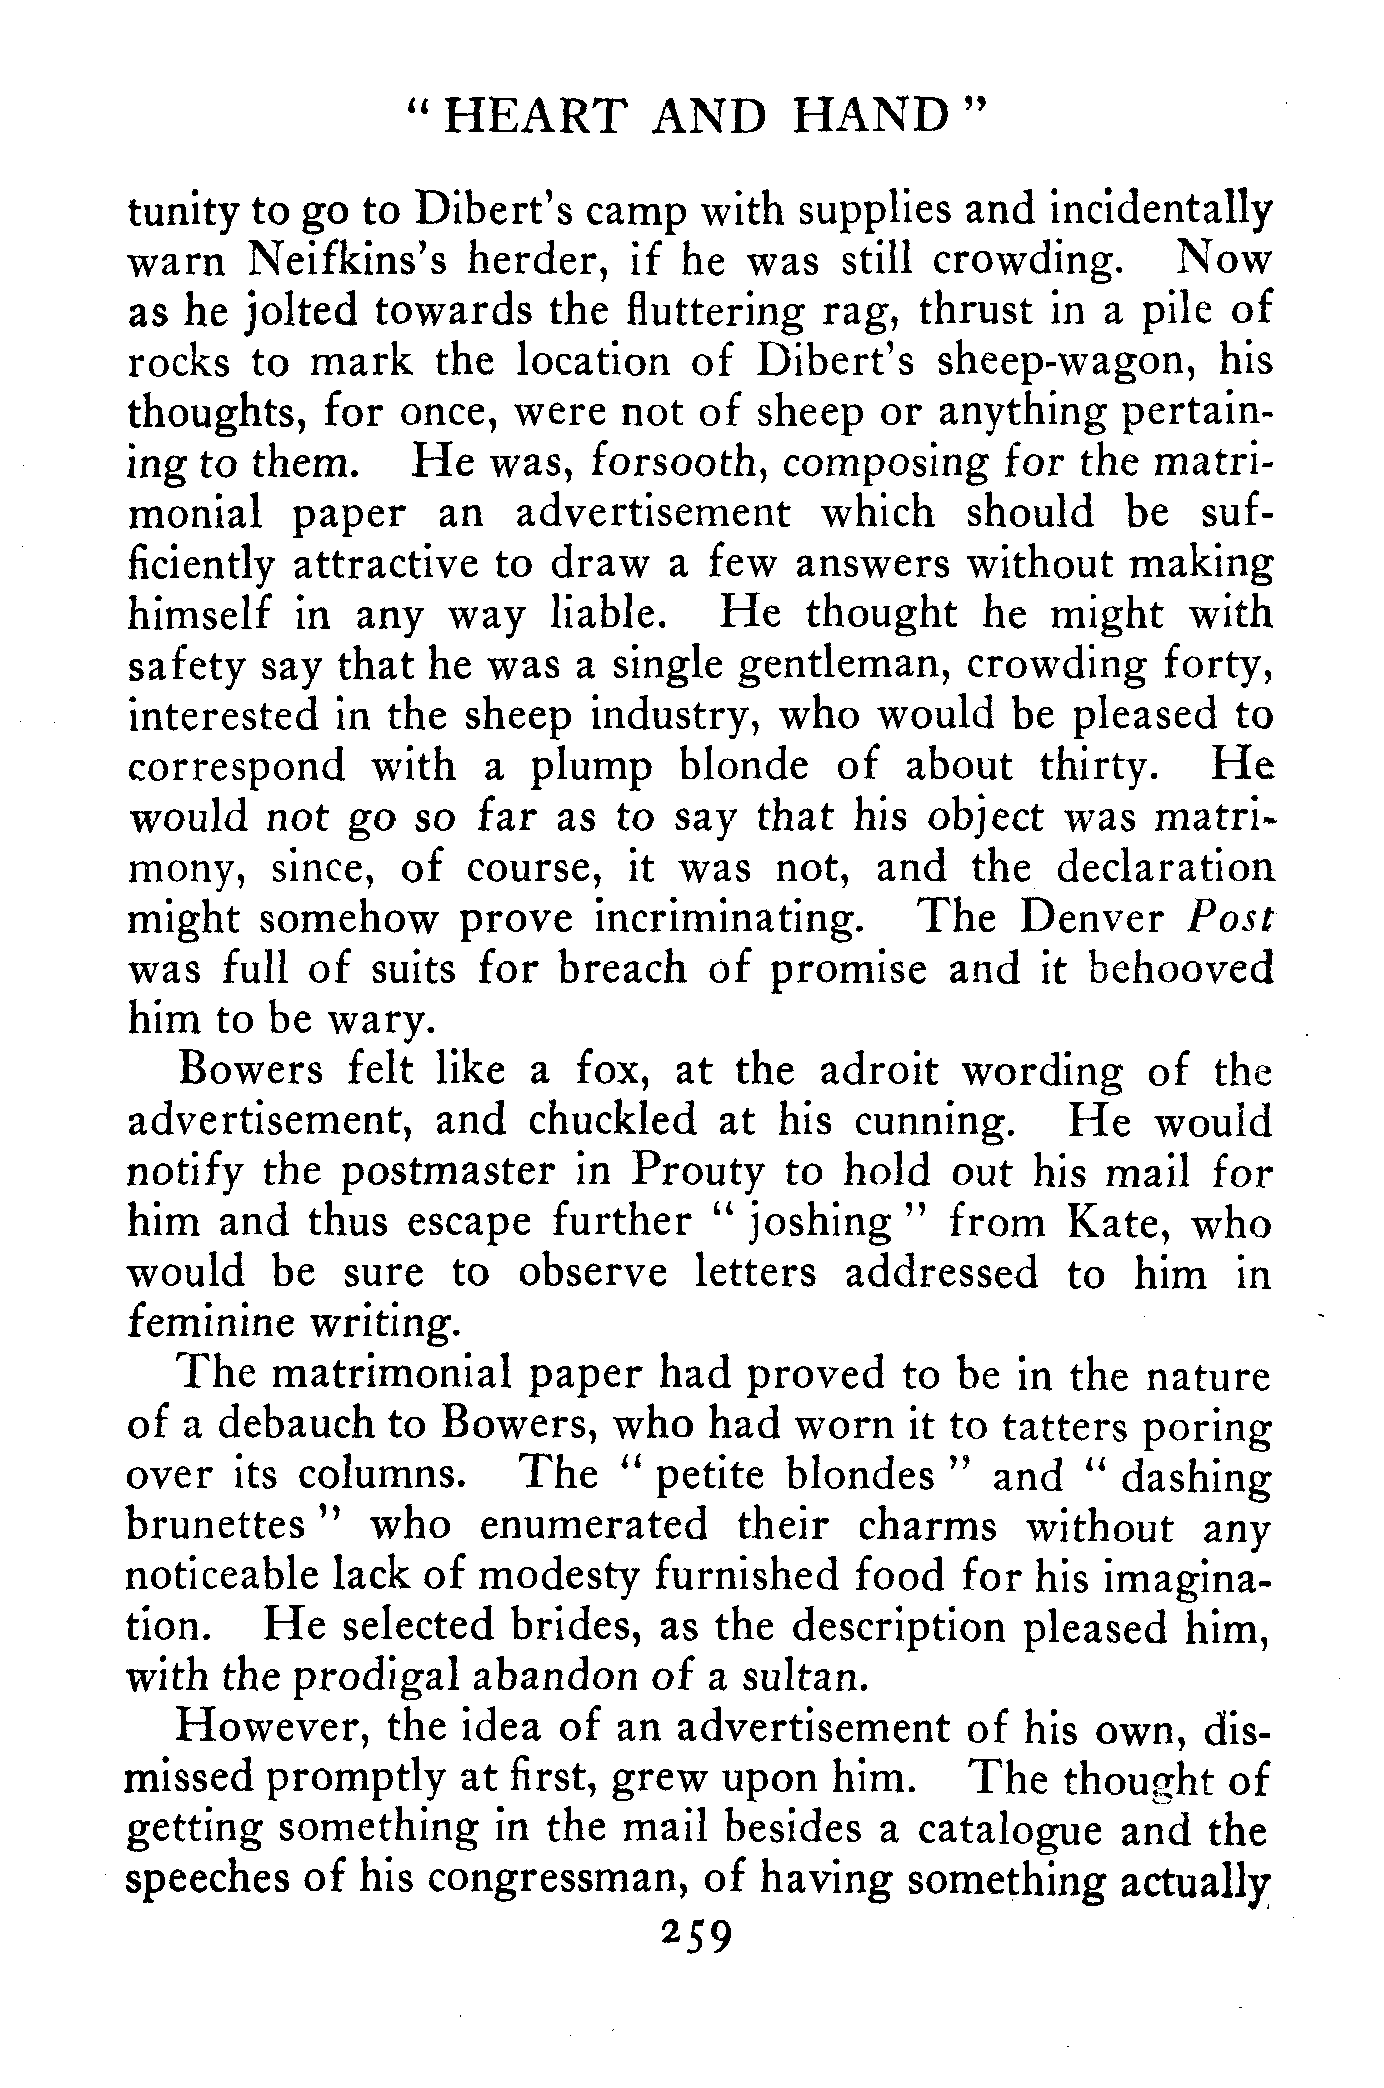 " HEART AND HAND "
tunity to go to Dibert's camp with supplies and incidentally
warn Neifkins's herder, if he was still crowding. Now
as he jolted towards the fluttering rag, thrust in a pile of
rocks to mark the location of Dibert's sheep-wagon, his
thoughts, for once, were not of sheep or anything pertain-
ing to them. He was, forsooth, composing for the matri-
monial paper an advertisement which should be suf-
ficiently attractive to draw a few answers without making
himself in any way liable. He thought he might with
safety say that he was a single gentleman, crowding forty,
interested in the sheep industry, who would be pleased to
correspond with a plump blonde of about thirty. He
would not go so far as to say that his object was matri-
mony, since, of course, it was not, and the declaration
might somehow prove incriminating. The Denver Post
was full of suits for breach of promise and it behooved
him to be wary.
Bowers felt like a fox, at the adroit wording of the
advertisement, and chuckled at his cunning. He would
notify the postmaster in Prouty to hold out his mail for
him and thus escape further " joshing " from Kate, who
would be sure to observe letters addressed to him in
feminine writing.
The matrimonial paper had proved to be in the nature
of a debauch to Bowers, who had worn it to tatters poring
over its columns. The " petite blondes " and " dashing
brunettes " who enumerated their charms without any
noticeable lack of modesty furnished food for his imagina-
tion. He selected brides, as the description pleased him,
with the prodigal abandon of a sultan.
However, the idea of an advertisement of his own, dis-
missed promptly at first, grew upon him. The thought of
getting something in the mail besides a catalogue and the
speeches of his congressman, of having something actually
259